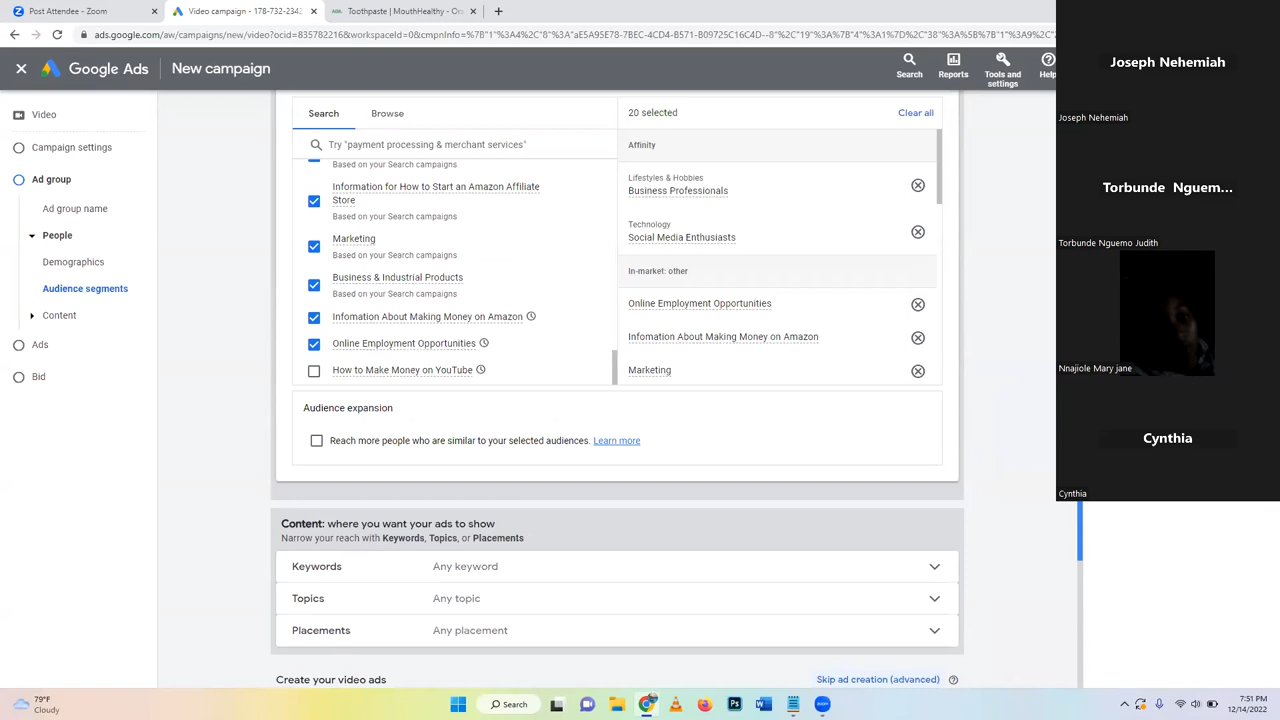 Post Attendee - Zoom
Video campaign - 178-732-2342
Toothpaste | MouthHealthy - Or
ads.google.com/aw/campaigns/new/video?ocid=835782216&workspaceId=0&cmpnInfo=%7B"1"%3A4%2C"8"%3A"aE5A95E78-7BEC-4CD4-B571-B09725C16C4D--8"%2C"19"%3A"4"%3A1%7D%2C"38"%3A%5B%7B"1"%3A9%2C"
Google Ads
New campaign
Search
Reports
Tools and settings
Help
Video
Campaign settings
Ad group
Ad group name
People
Demographics
Audience segments
Content
Ads
Bid
Search
Browse
Try "payment processing & merchant services"
Based on your Search campaigns
Information for How to Start an Amazon Affiliate
Store
Based on your Search campaigns
Marketing
Based on your Search campaigns
Business & Industrial Products
Based on your Search campaigns
Infomation About Making Money on Amazon
Online Employment Opportunities
How to Make Money on YouTube
20 selected
Clear all
Affinity
Lifestyles & Hobbies
Business Professionals
Technology
Social Media Enthusiasts
In-market: other
Online Employment Opportunities
Infomation About Making Money on Amazon
Marketing
Audience expansion
Reach more people who are similar to your selected audiences. Learn more
Content: where you want your ads to show
Narrow your reach with Keywords, Topics, or Placements
Keywords Any keyword
Topics Any topic
Placements Any placement
Create your video ads
Skip ad creation (advanced)
Joseph Nehemiah
Joseph Nehemiah
Torbunde Nguem...
Torbunde Nguemo Judith
Nnajiole Mary jane
Cynthia
Cynthia
79°F
Cloudy
Search
7:51 PM
12/14/2022